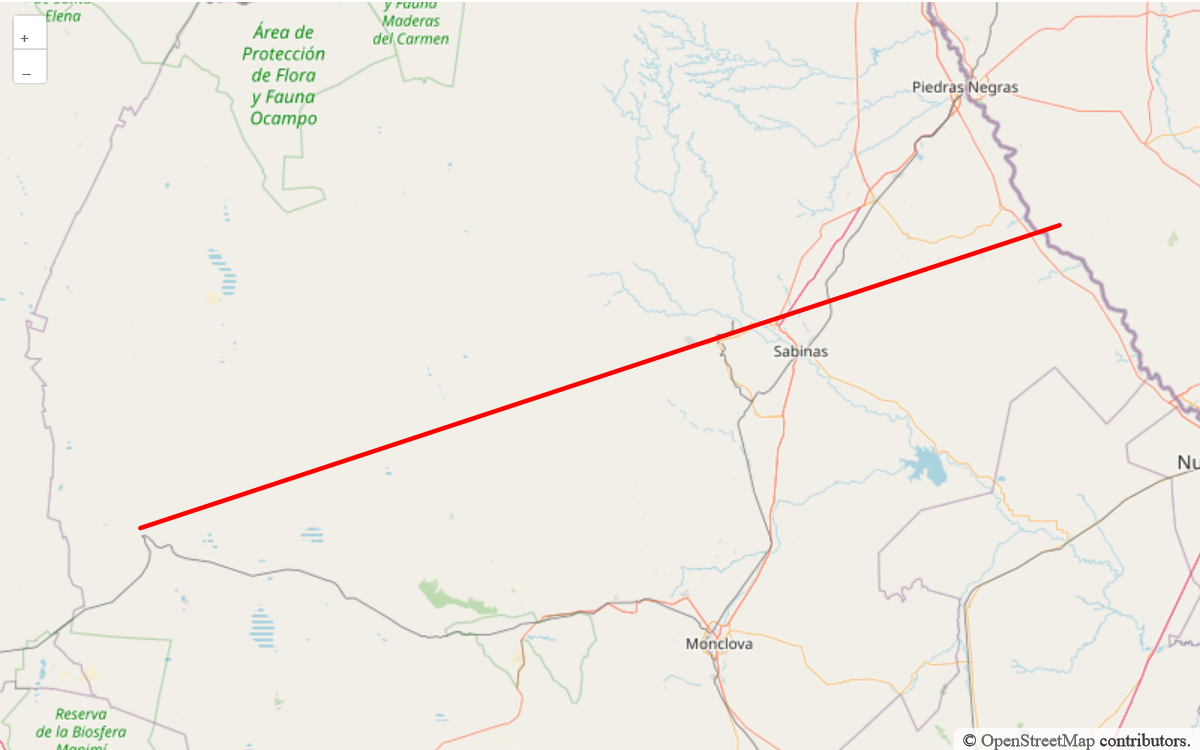 de Santa
Elena
y Fauna
Maderas
del Carmen
Área de
Protección
de Flora
y Fauna
Ocampo
+
–
Piedras Negras
Sabinas
Nu
Monclova
Reserva
de la Biosfera
Mapimí
© OpenStreetMap contributors.